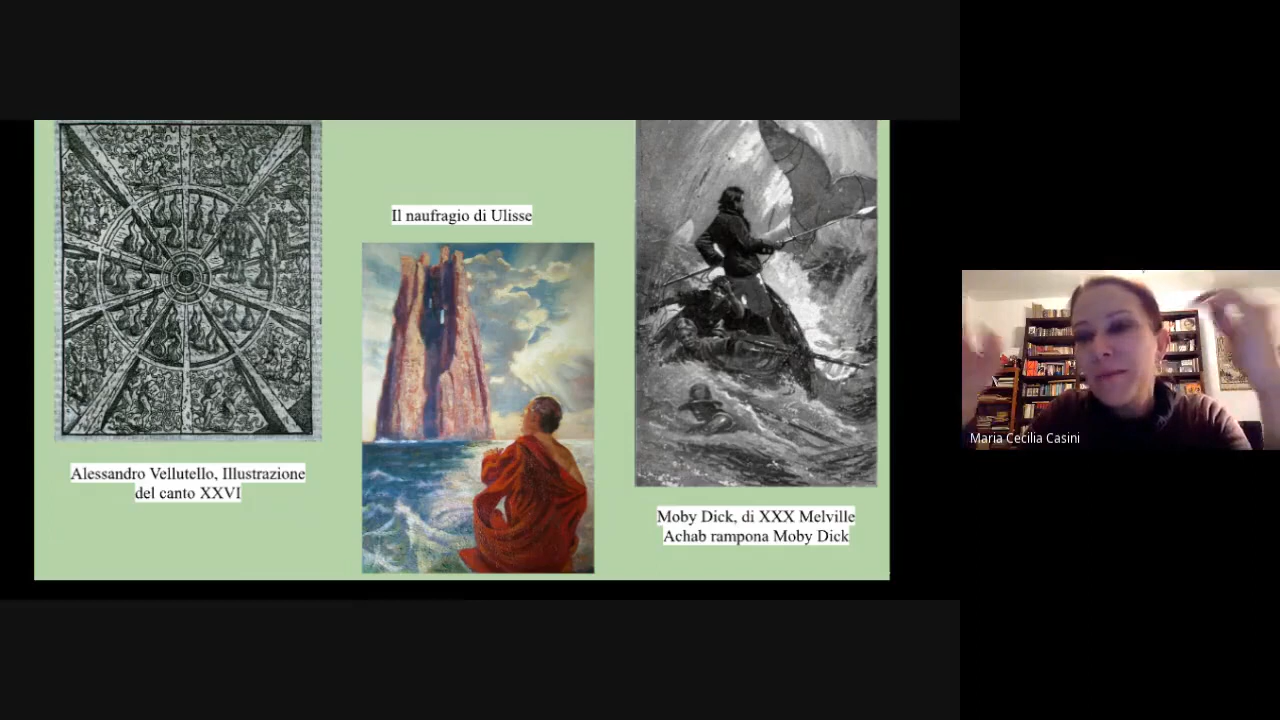 Il naufragio di Ulisse
Alessandro Vellutello, Illustrazione
del canto XXVI
Moby Dick, di XXX Melville
Achab rampona Moby Dick
Maria Cecilia Casini